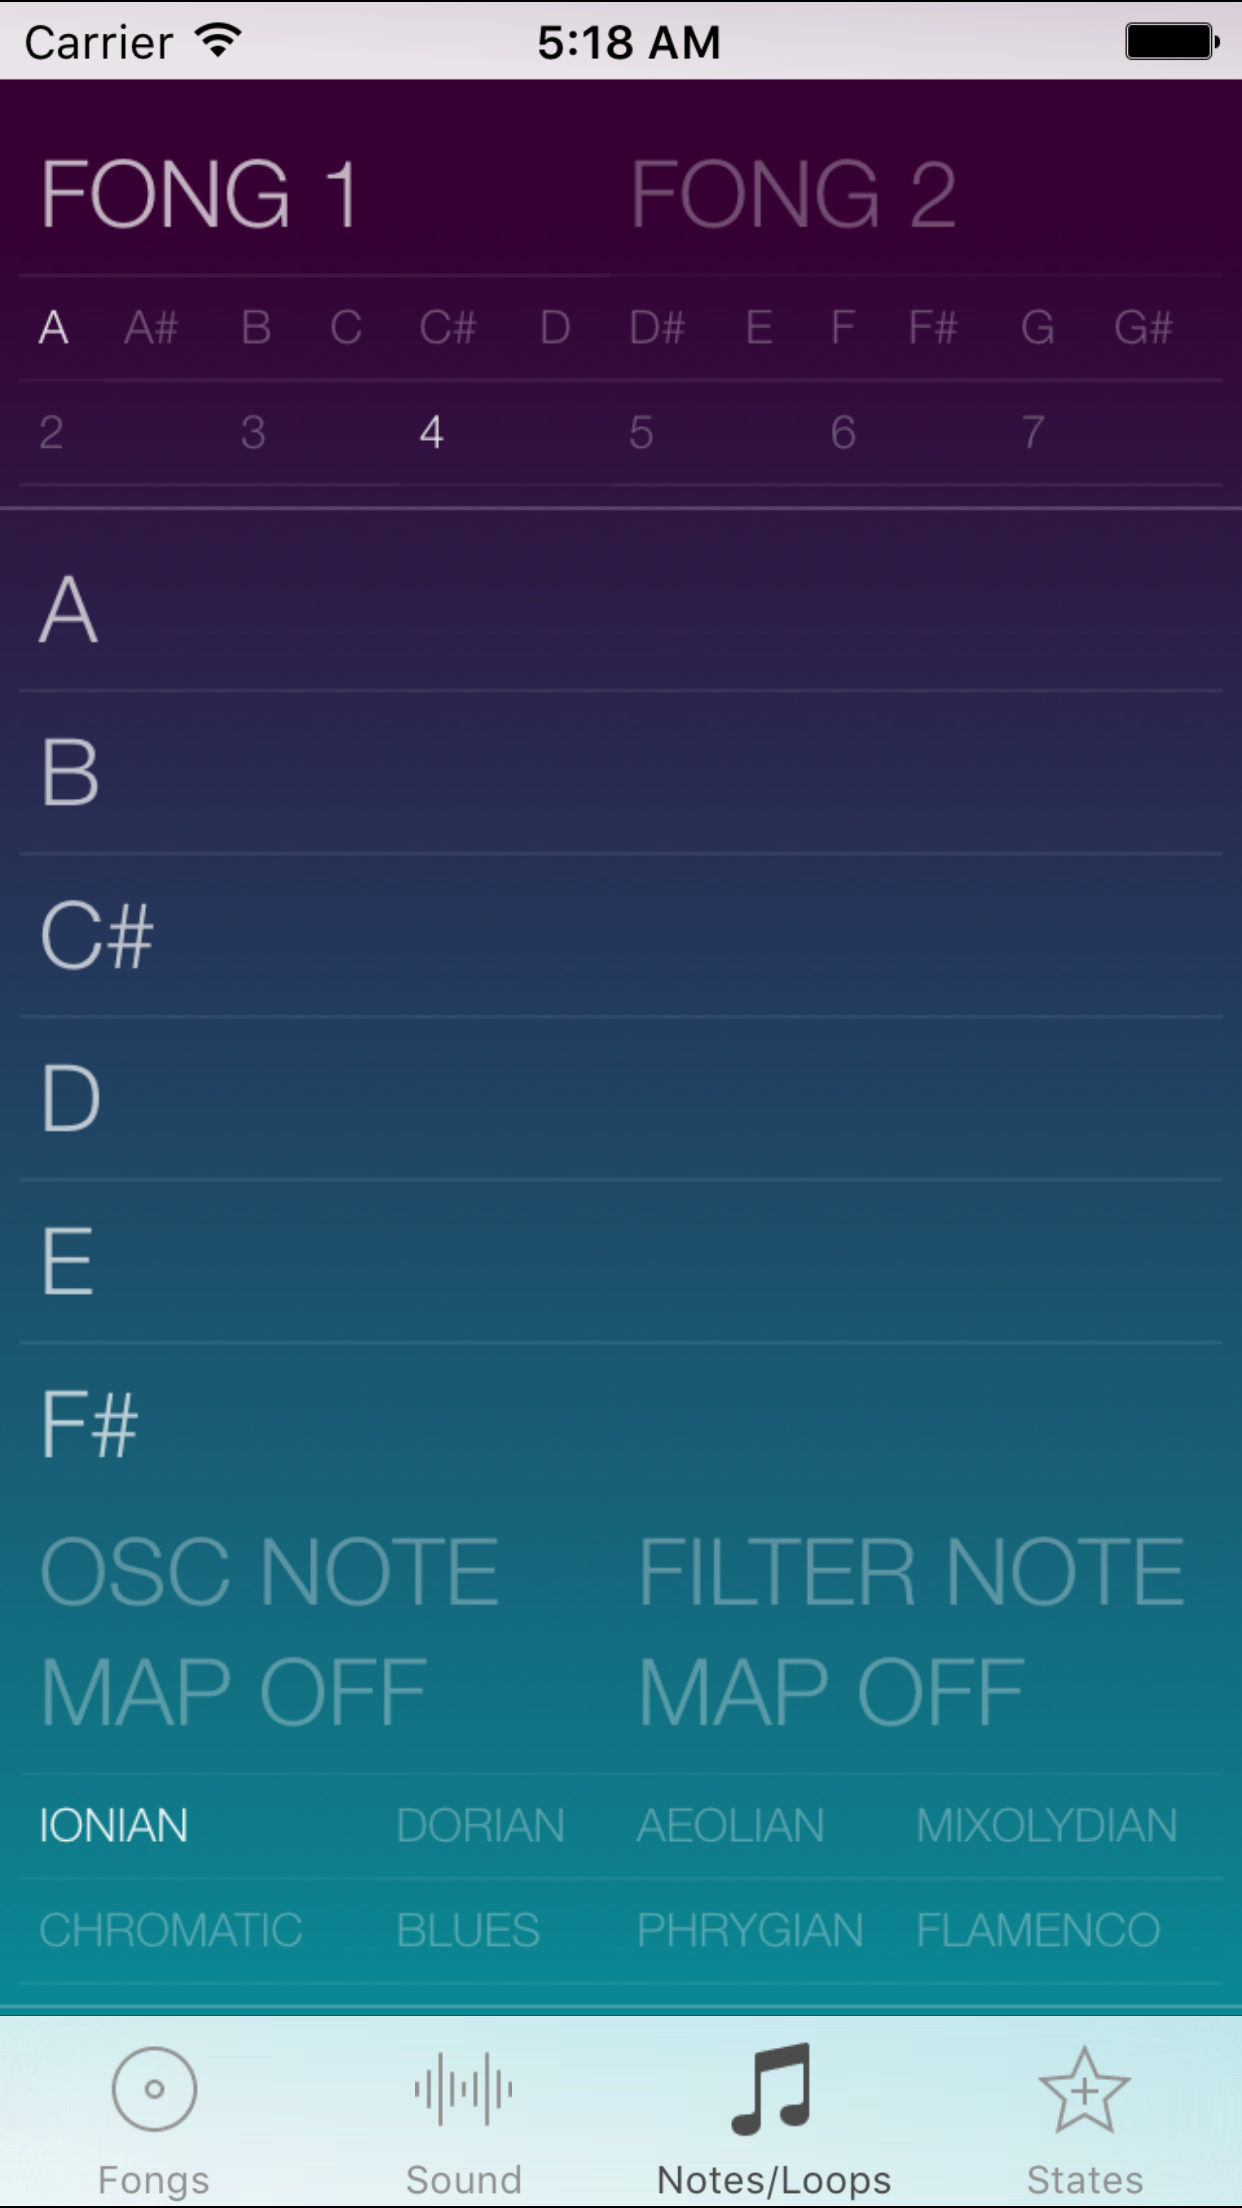 Carrier 5:18 AM
FONG 1 FONG 2
A A# B C C# D D# E F F# G G#
2 3 4 5 6 7
A
B
C#
D
E
F#
OSC NOTE FILTER NOTE
MAP OFF MAP OFF
IONIAN DORIAN AEOLIAN MIXOLYDIAN
CHROMATIC BLUES PHRYGIAN FLAMENCO
Fongs Sound Notes/Loops States